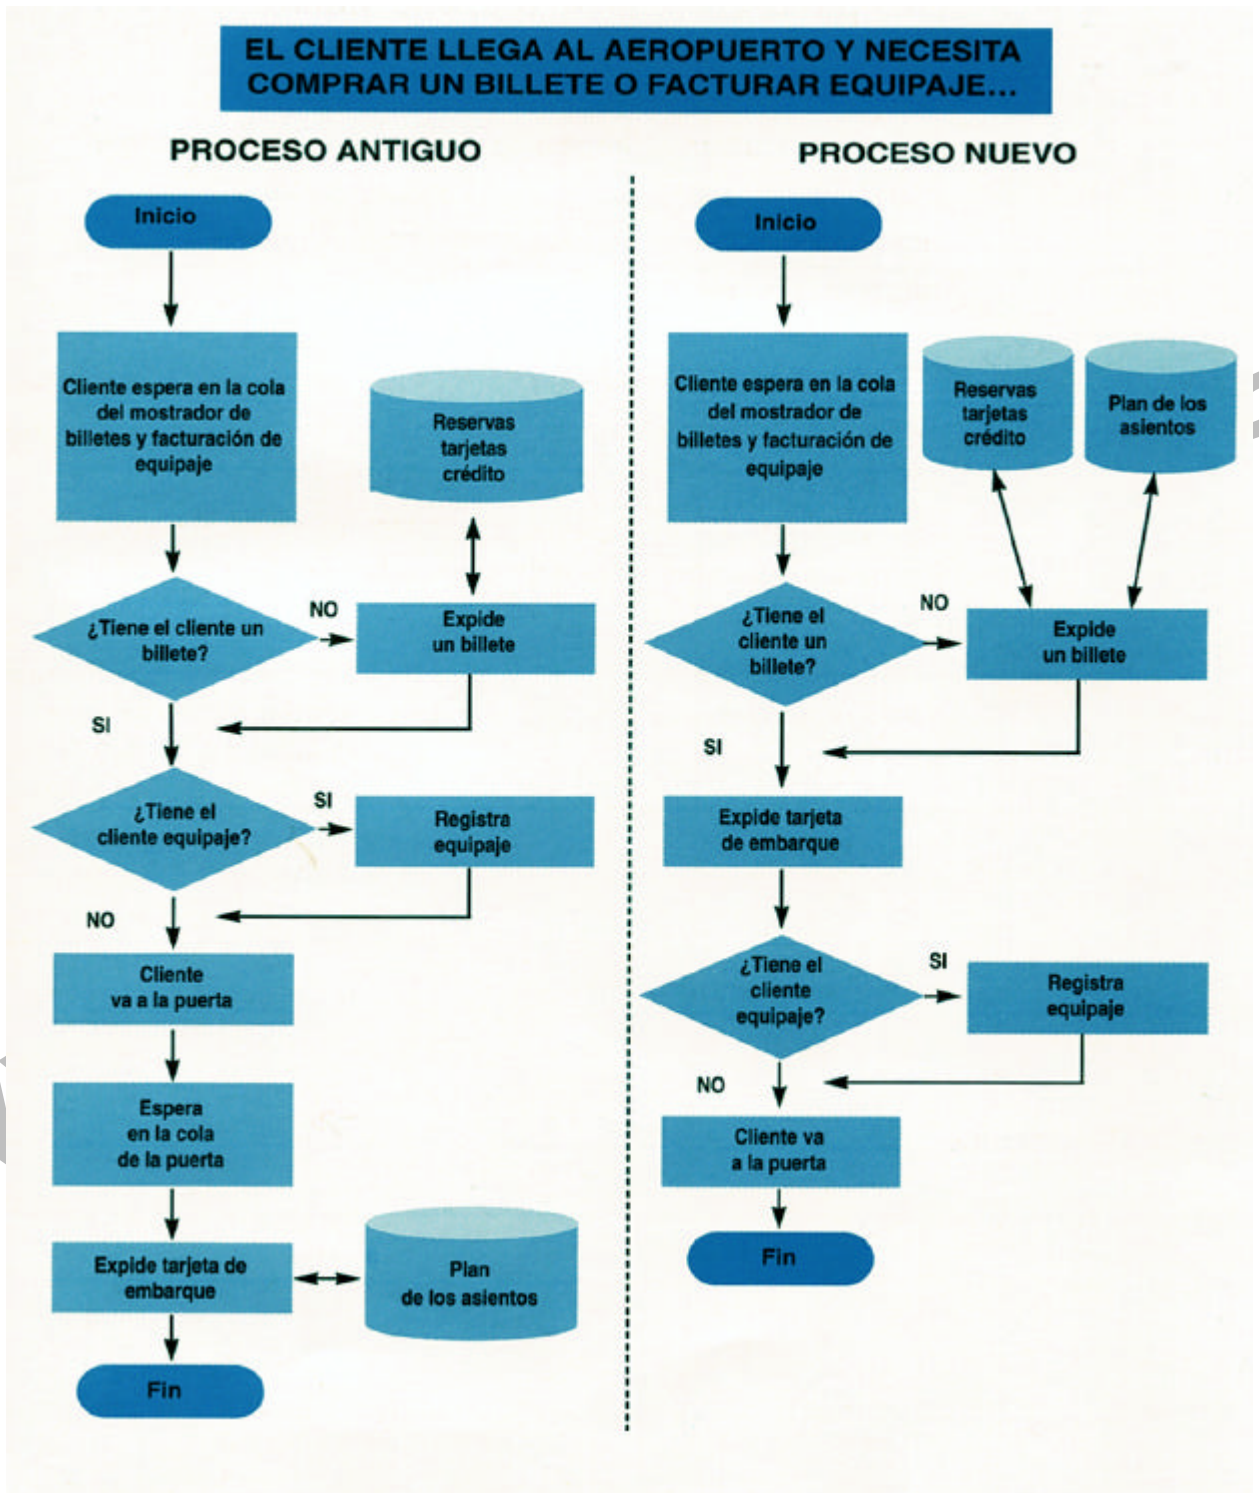 EL CLIENTE LLEGA AL AEROPUERTO Y NECESITA
COMPRAR UN BILLETE O FACTURAR EQUIPAJE...
PROCESO ANTIGUO
Inicio
Cliente espera en la cola
del mostrador de
billetes y facturación de
equipaje
Reservas
tarjetas
crédito
¿Tiene el cliente un
billete?
NO
Expide
un billete
SI
¿Tiene el
cliente equipaje?
SI
Registra
equipaje
NO
Cliente
va a la puerta
Espera
en la cola
de la puerta
Expide tarjeta de
embarque
Plan
de los asientos
Fin
PROCESO NUEVO
Inicio
Cliente espera en la cola
del mostrador de
billetes y facturación de
equipaje
Reservas
tarjetas
crédito
Plan de los
asientos
¿Tiene el
cliente un
billete?
NO
Expide
un billete
SI
Expide tarjeta
de embarque
¿Tiene el
cliente
equipaje?
SI
Registra
equipaje
NO
Cliente va
a la puerta
Fin